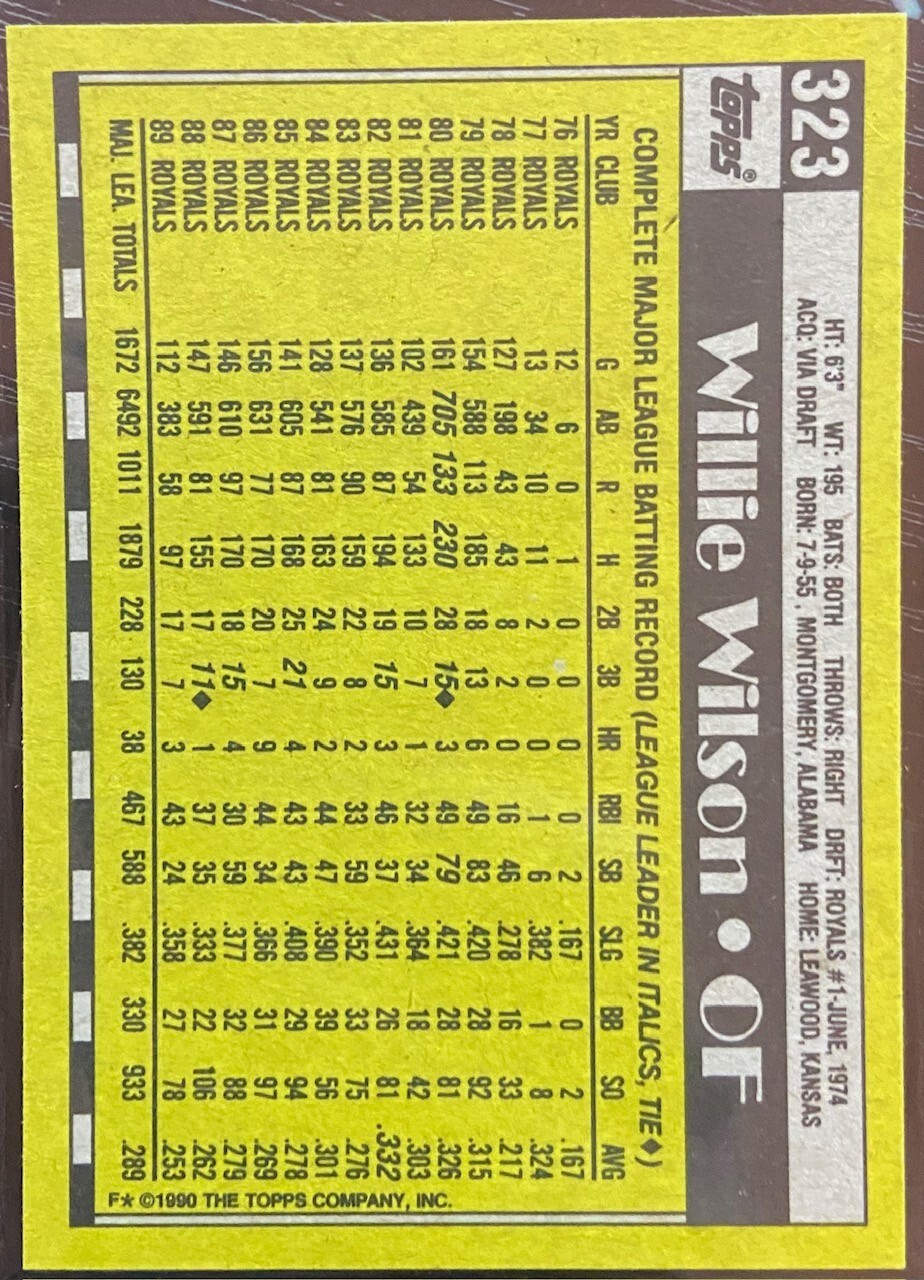 323
HT: 6'3" WT: 195 BATS: BOTH THROWS: RIGHT DRFT: ROYALS #1-JUNE, 1974
ACQ: VIA DRAFT BORN: 7-9-55, MONTGOMERY, ALABAMA HOME: LEAWOOD, KANSAS
topps®
Willie Wilson • OF
COMPLETE MAJOR LEAGUE BATTING RECORD (LEAGUE LEADER IN ITALICS, TIE◆)
YR CLUB G AB R H 2B 3B HR RBI SB SLG BB SO AVG
76 ROYALS 12 6 0 1 0 0 0 0 2 .167 0 2 .167
77 ROYALS 13 34 10 11 2 0 0 1 6 .382 1 8 .324
78 ROYALS 127 198 43 43 8 2 0 16 46 .278 16 33 .217
79 ROYALS 154 588 113 185 18 13 6 49 83 .420 28 92 .315
80 ROYALS 161 705 133 230 28 15◆ 3 49 79 .421 28 81 .326
81 ROYALS 102 439 54 133 10 7 1 32 34 .364 18 42 .303
82 ROYALS 136 585 87 194 19 15 3 46 37 .431 26 81 .332
83 ROYALS 137 576 90 159 22 8 2 33 59 .352 33 75 .276
84 ROYALS 128 541 81 163 24 9 2 44 47 .390 39 56 .301
85 ROYALS 141 605 87 168 25 21 4 43 43 .408 29 94 .278
86 ROYALS 156 631 77 170 20 7 9 44 34 .366 31 97 .269
87 ROYALS 146 610 97 170 18 15 4 30 59 .377 32 88 .279
88 ROYALS 147 591 81 155 17 11◆ 1 37 35 .333 22 106 .262
89 ROYALS 112 383 58 97 17 7 3 43 24 .358 27 78 .253
MAJ. LEA. TOTALS 1672 6492 1011 1879 228 130 38 467 588 .382 330 933 .289
F* ©1990 THE TOPPS COMPANY, INC.